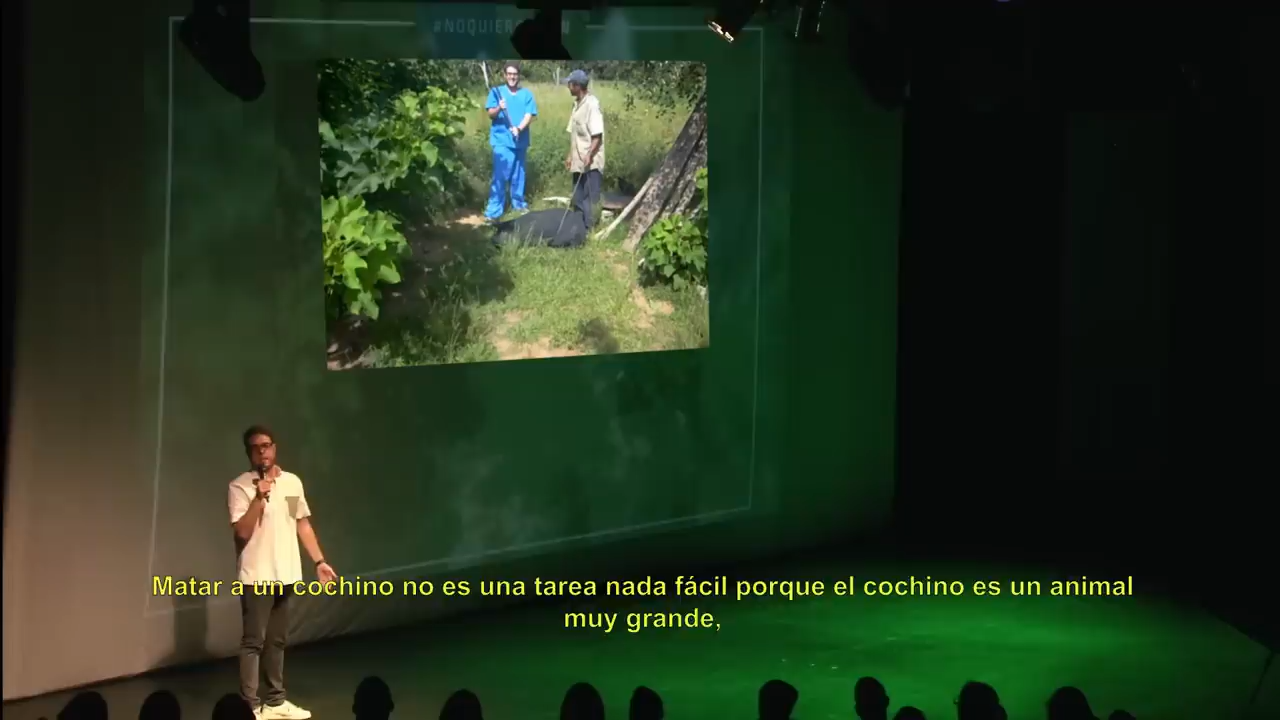 Matar a un cochino no es una tarea nada fácil porque el cochino es un animal
muy grande,